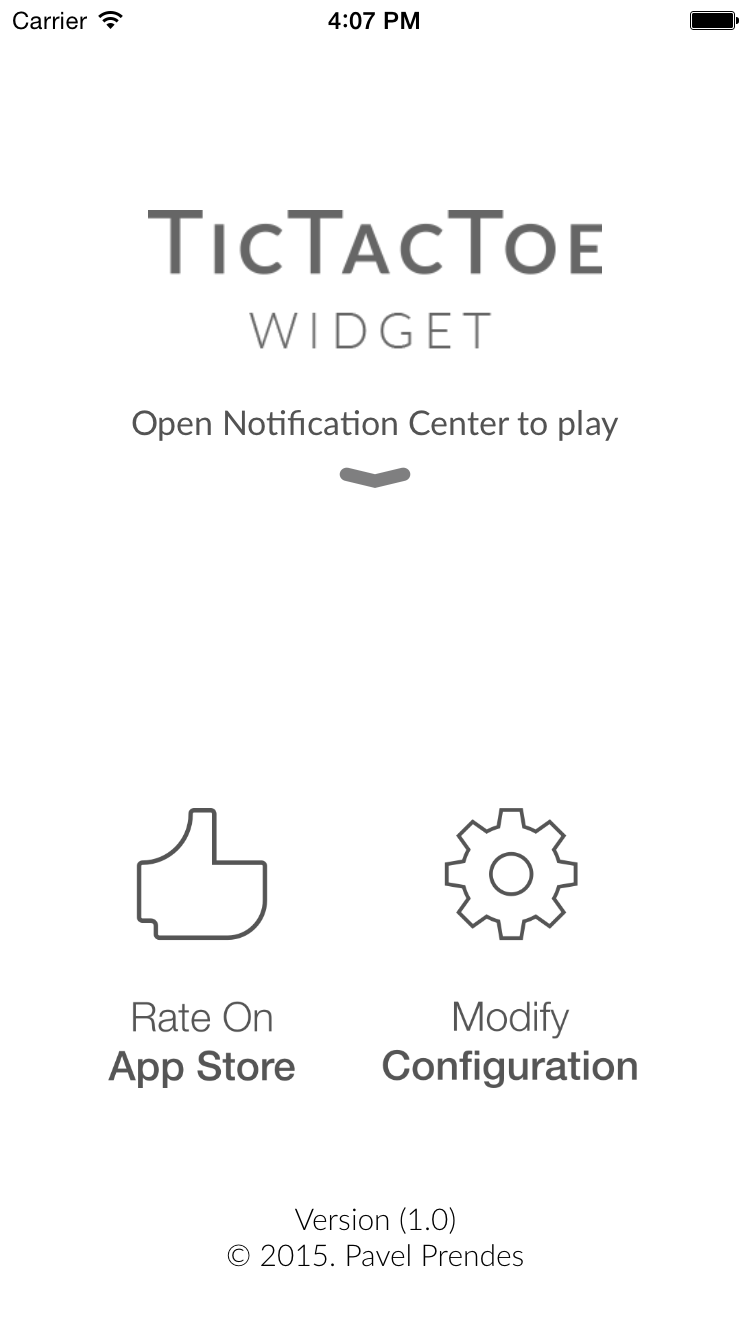 Carrier 4:07 PM
TicTacToe
WIDGET
Open Notification Center to play
Rate On
App Store
Modify
Configuration
Version (1.0)
© 2015. Pavel Prendes